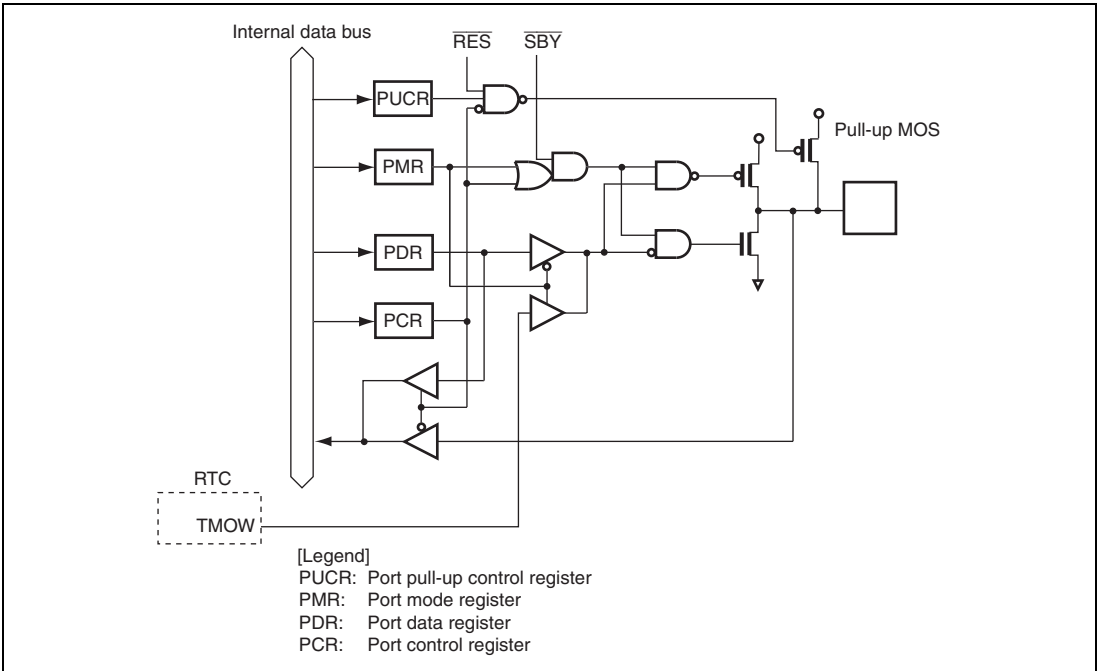 Internal data bus
RES
SBY
PUCR
Pull-up MOS
PMR
PDR
PCR
RTC
TMOW
[Legend]
PUCR: Port pull-up control register
PMR: Port mode register
PDR: Port data register
PCR: Port control register